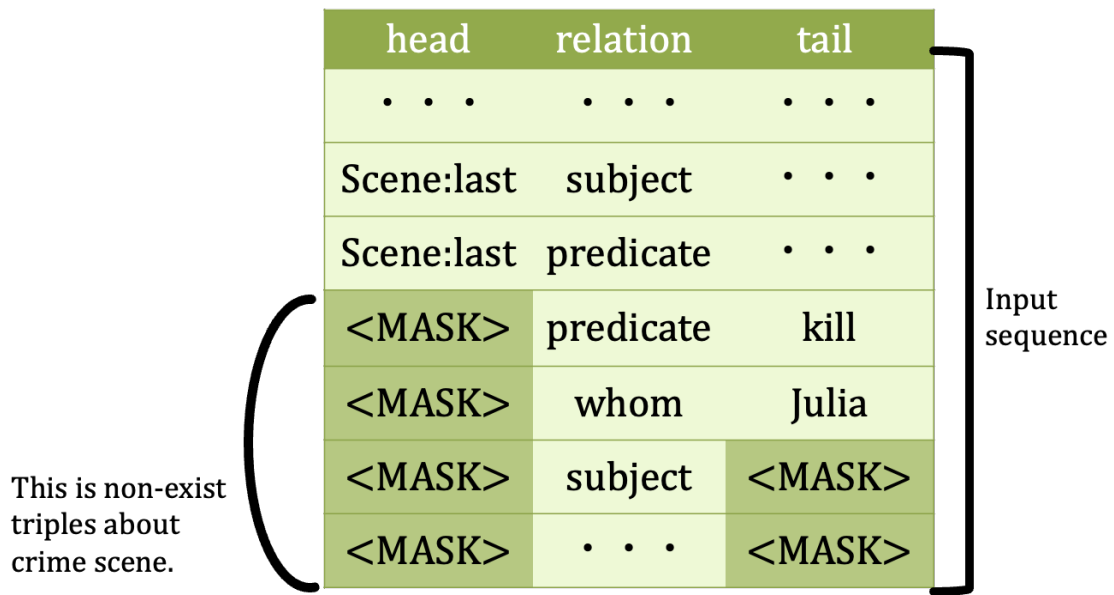 head relation tail
· · · · · · · · ·
Scene:last subject · · ·
Scene:last predicate · · ·
<MASK> predicate kill
<MASK> whom Julia
<MASK> subject <MASK>
<MASK> · · · <MASK>
Input
sequence
This is non-exist
triples about
crime scene.